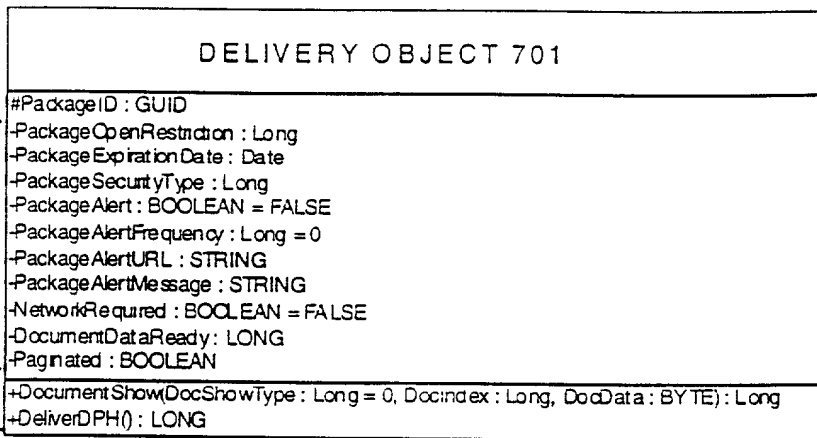 DELIVERY OBJECT 701
#PackageID : GUID
-PackageOpenRestriction : Long
-PackageExpirationDate : Date
-PackageSecurityType : Long
-PackageAlert : BOOLEAN = FALSE
-PackageAlertFrequency : Long = 0
-PackageAlertURL : STRING
-PackageAlertMessage : STRING
-NetworkRequired : BOOLEAN = FALSE
-DocumentDataReady : LONG
-Paginated : BOOLEAN
+DocumentShow(DocShowType : Long = 0, DocIndex : Long, DocData : BYTE) : Long
+DeliverDPH() : LONG